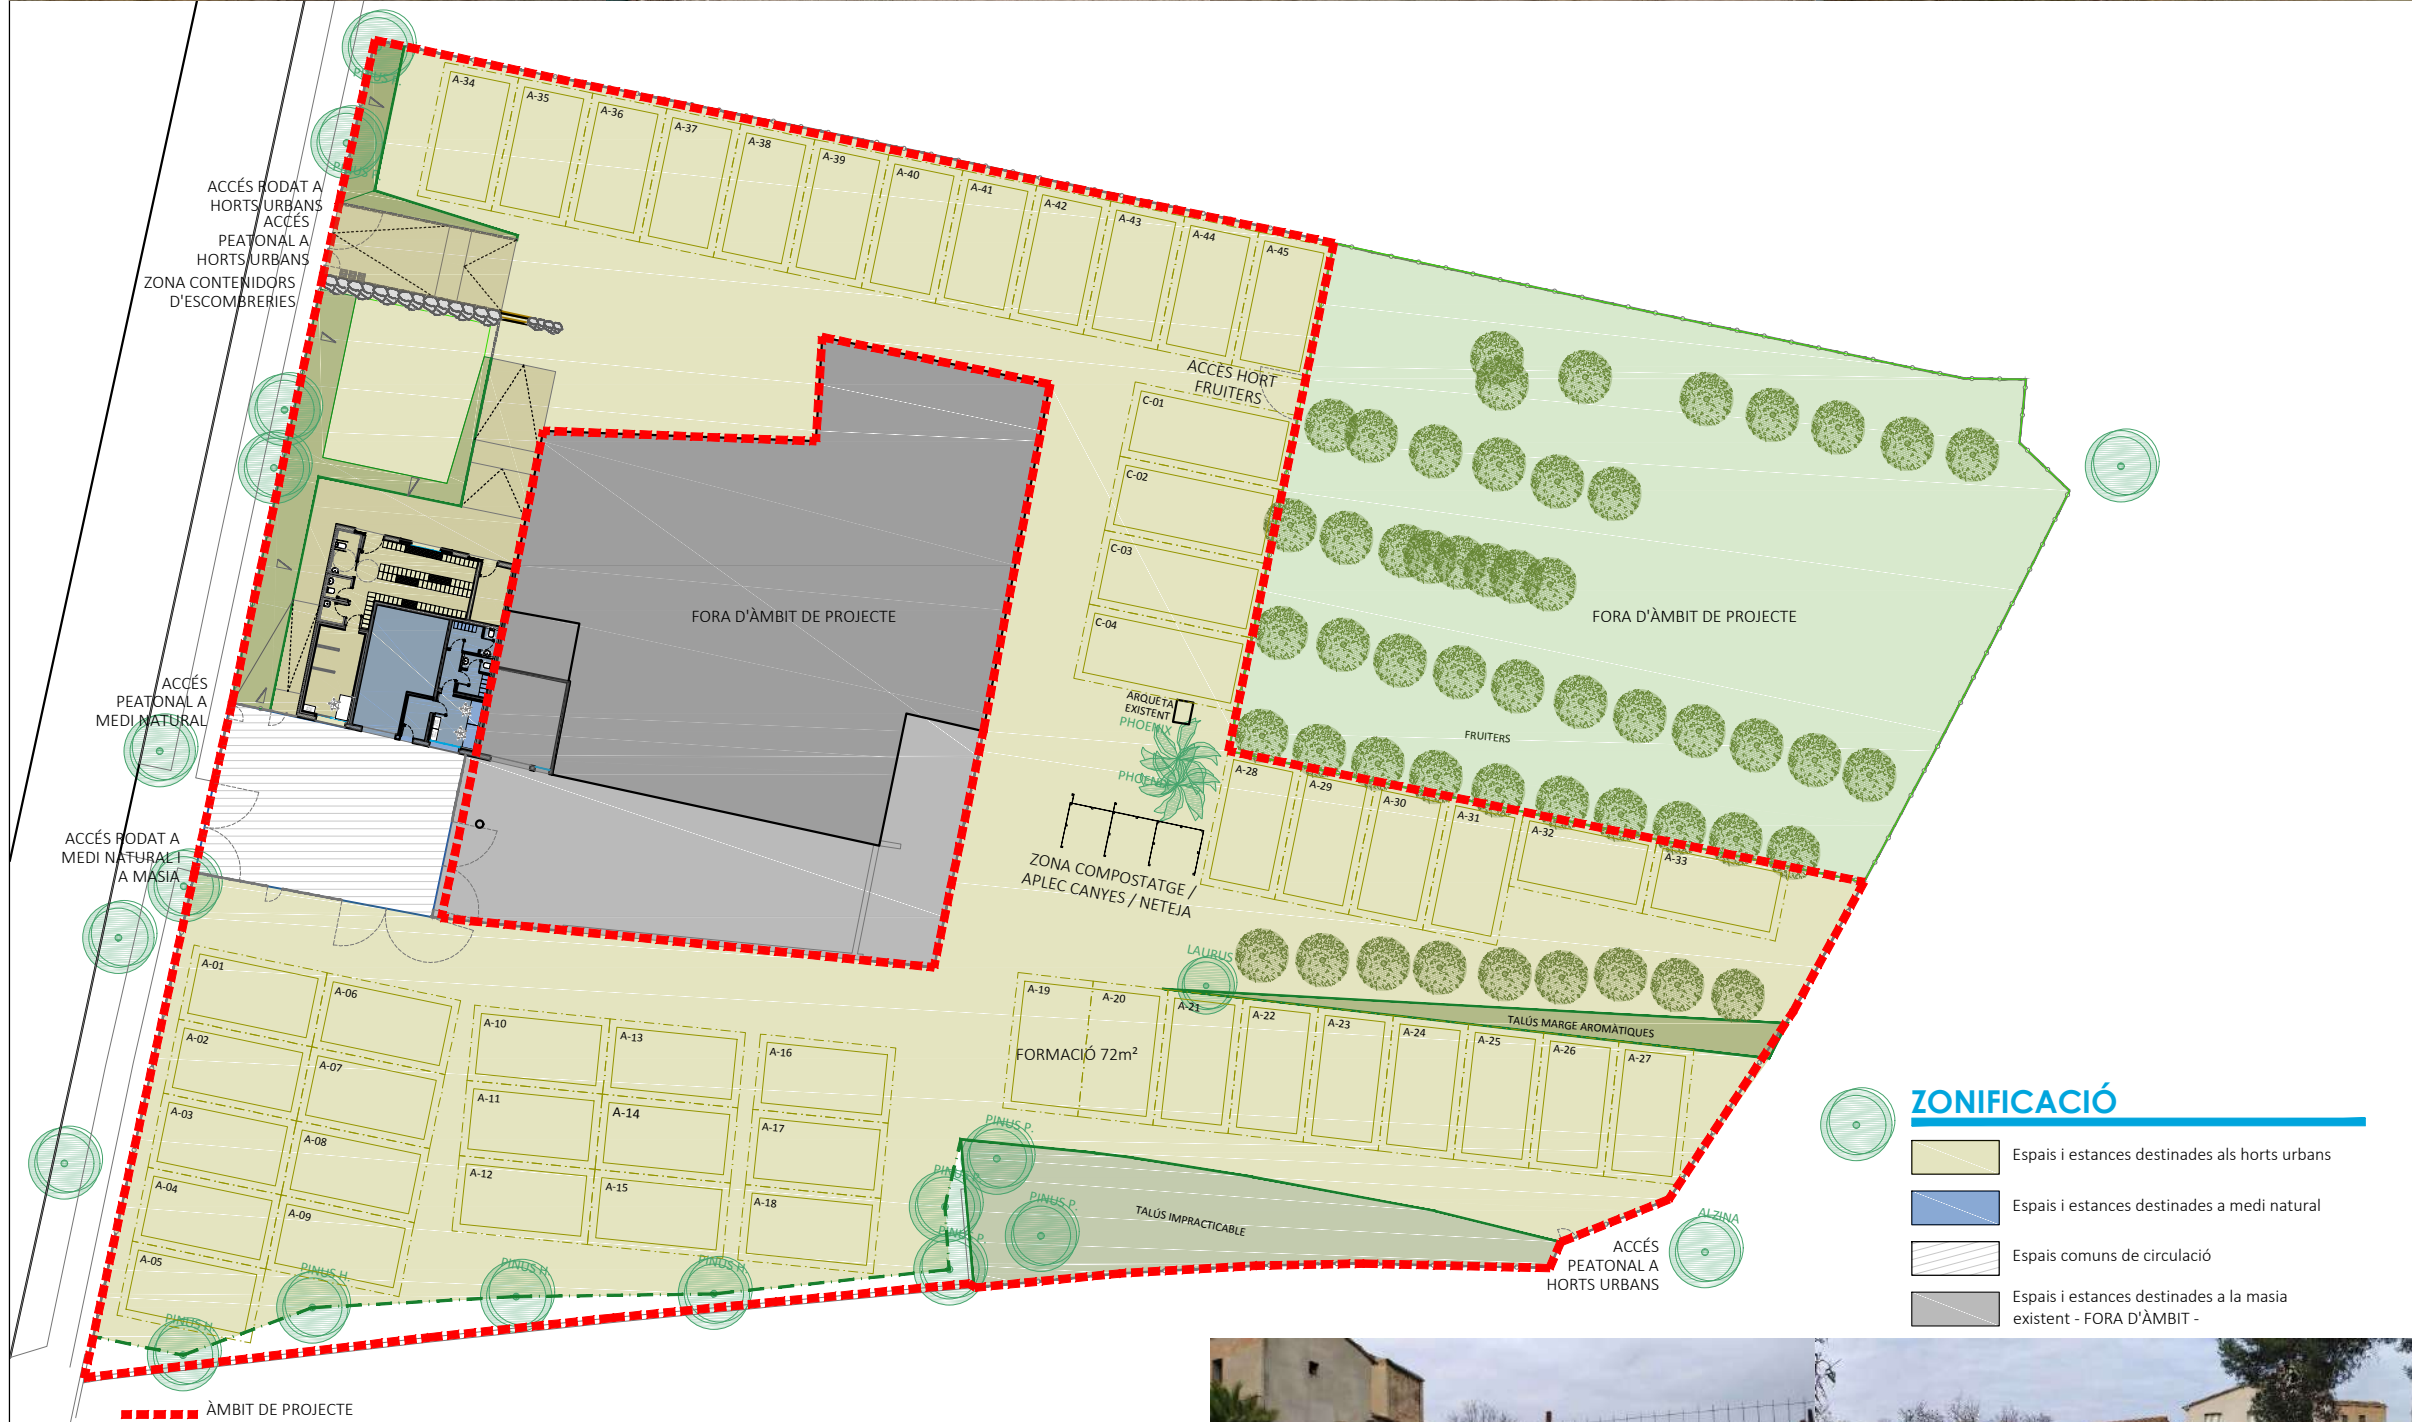 PINUS
A-34
A-35
A-36
A-37
A-38
A-39
A-40
A-41
A-42
A-43
A-44
A-45
PINUS P.
ACCÉS RODAT A
HORTS URBANS
ACCÉS
PEATONAL A
HORTS URBANS
ZONA CONTENIDORS
D'ESCOMBRERIES
ACCÉS HORT
FRUITERS
C-01
C-02
C-03
C-04
FORA D'ÀMBIT DE PROJECTE
FORA D'ÀMBIT DE PROJECTE
ACCÉS
PEATONAL A
MEDI NATURAL
ARQUETA
EXISTENT
PHOENIX
PHOENIX
FRUITERS
A-28
A-29
A-30
A-31
A-32
A-33
ACCÉS RODAT A
MEDI NATURAL I
A MASIA
ZONA COMPOSTATGE /
APLEC CANYES / NETEJA
LAURUS
A-01
A-02
A-03
A-04
A-05
A-06
A-07
A-08
A-09
A-10
A-11
A-12
A-13
A-14
A-15
A-16
A-17
A-18
A-19
A-20
A-21
A-22
A-23
A-24
A-25
A-26
A-27
FORMACIÓ 72m²
TALÚS MARGE AROMÀTIQUES
PINUS P.
PINUS P.
PINUS P.
PINUS P.
TALÚS IMPRACTICABLE
PINUS H.
PINUS H.
PINUS H.
PINUS H.
ALZINA
ACCÉS
PEATONAL A
HORTS URBANS
ÀMBIT DE PROJECTE
ZONIFICACIÓ
Espais i estances destinades als horts urbans
Espais i estances destinades a medi natural
Espais comuns de circulació
Espais i estances destinades a la masia
existent - FORA D'ÀMBIT -